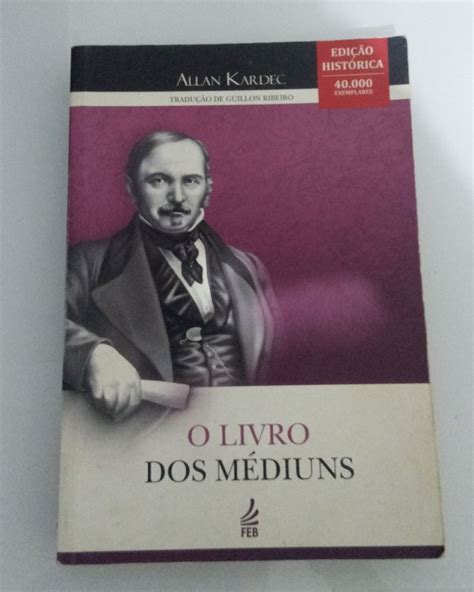 EDIÇÃO
HISTÓRICA
40.000
EXEMPLARES
ALLAN KARDEC
TRADUÇÃO DE GUILLON RIBEIRO
O LIVRO
DOS MÉDIUNS
FEB